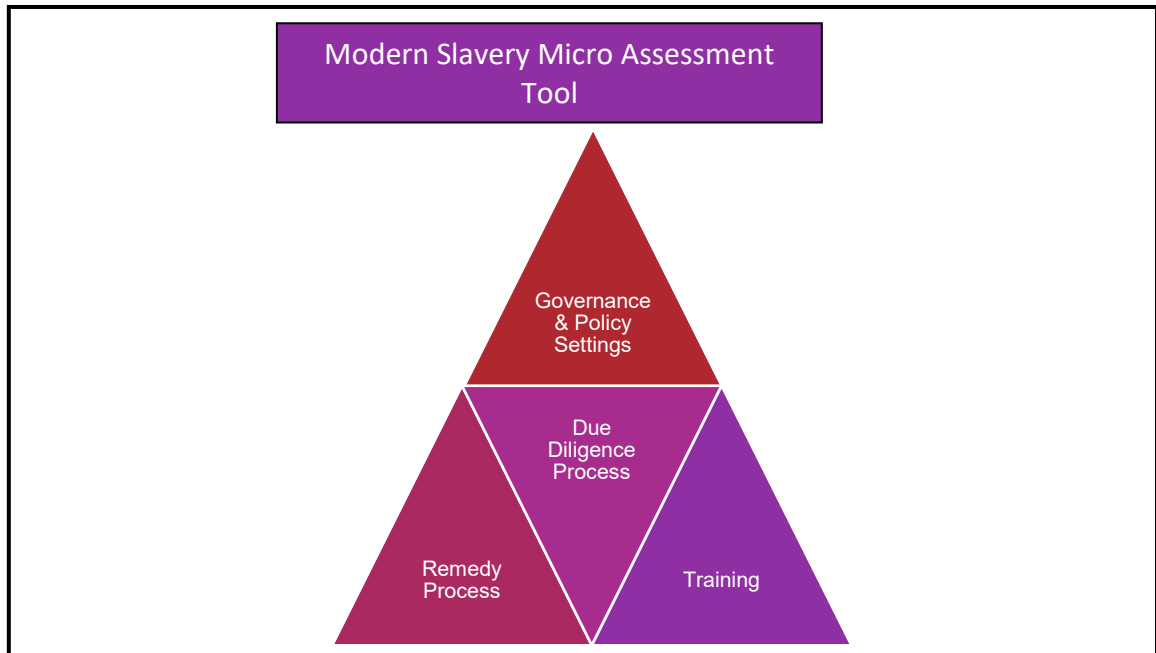 Modern Slavery Micro Assessment
Tool
Governance
& Policy
Settings
Due
Diligence
Process
Remedy
Process
Training